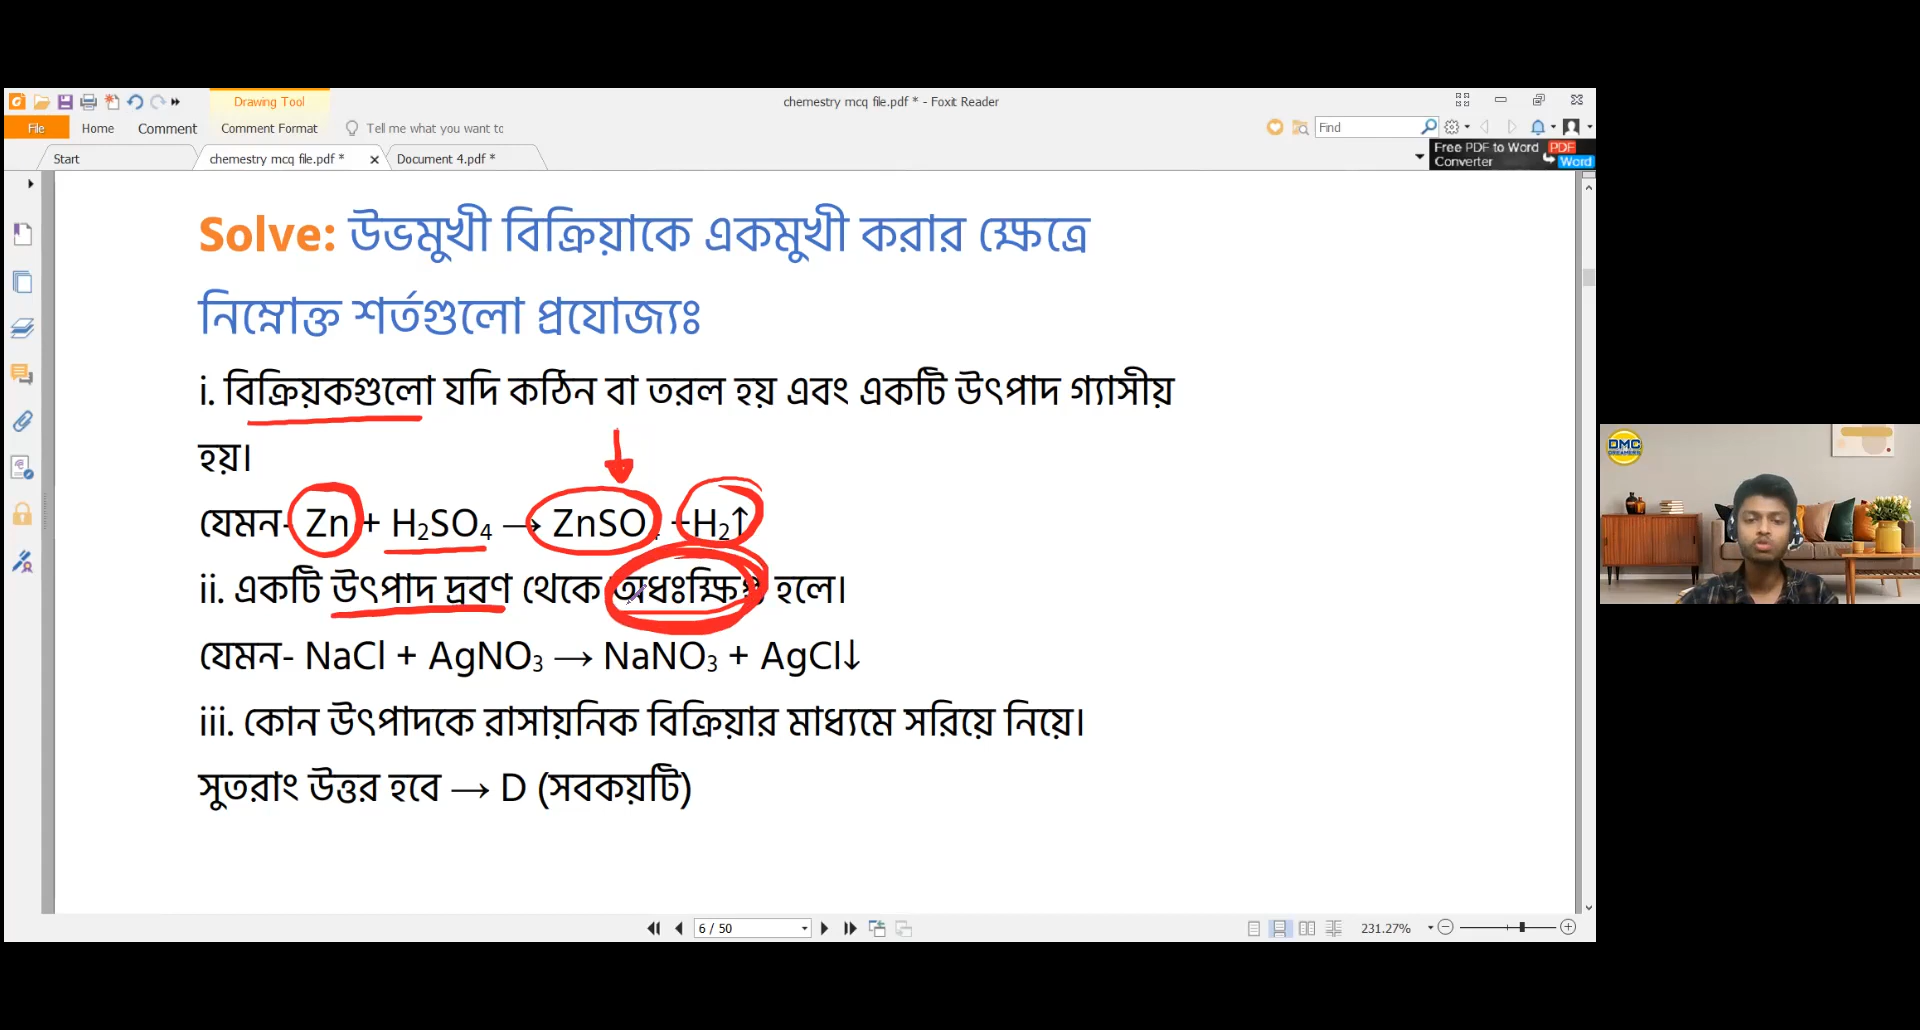 Drawing Tool
chemestry mcq file.pdf * - Foxit Reader
File Home Comment Comment Format Tell me what you want to
Find
Start chemestry mcq file.pdf * Document 4.pdf *
Free PDF to Word PDF
Converter Word
Solve: উভমুখী বিক্রিয়াকে একমুখী করার ক্ষেত্রে
নিম্নোক্ত শর্তগুলো প্রযোজ্যঃ
i. বিক্রিয়কগুলো যদি কঠিন বা তরল হয় এবং একটি উৎপাদ গ্যাসীয়
হয়।
যেমন- Zn + H₂SO₄ → ZnSO₄ + H₂↑
ii. একটি উৎপাদ দ্রবণ থেকে অধঃক্ষিপ্ত হলে।
যেমন- NaCl + AgNO₃ → NaNO₃ + AgCl↓
iii. কোন উৎপাদকে রাসায়নিক বিক্রিয়ার মাধ্যমে সরিয়ে নিয়ে।
সুতরাং উত্তর হবে → D (সবকয়টি)
DMC
DREAMERS
6 / 50
231.27%